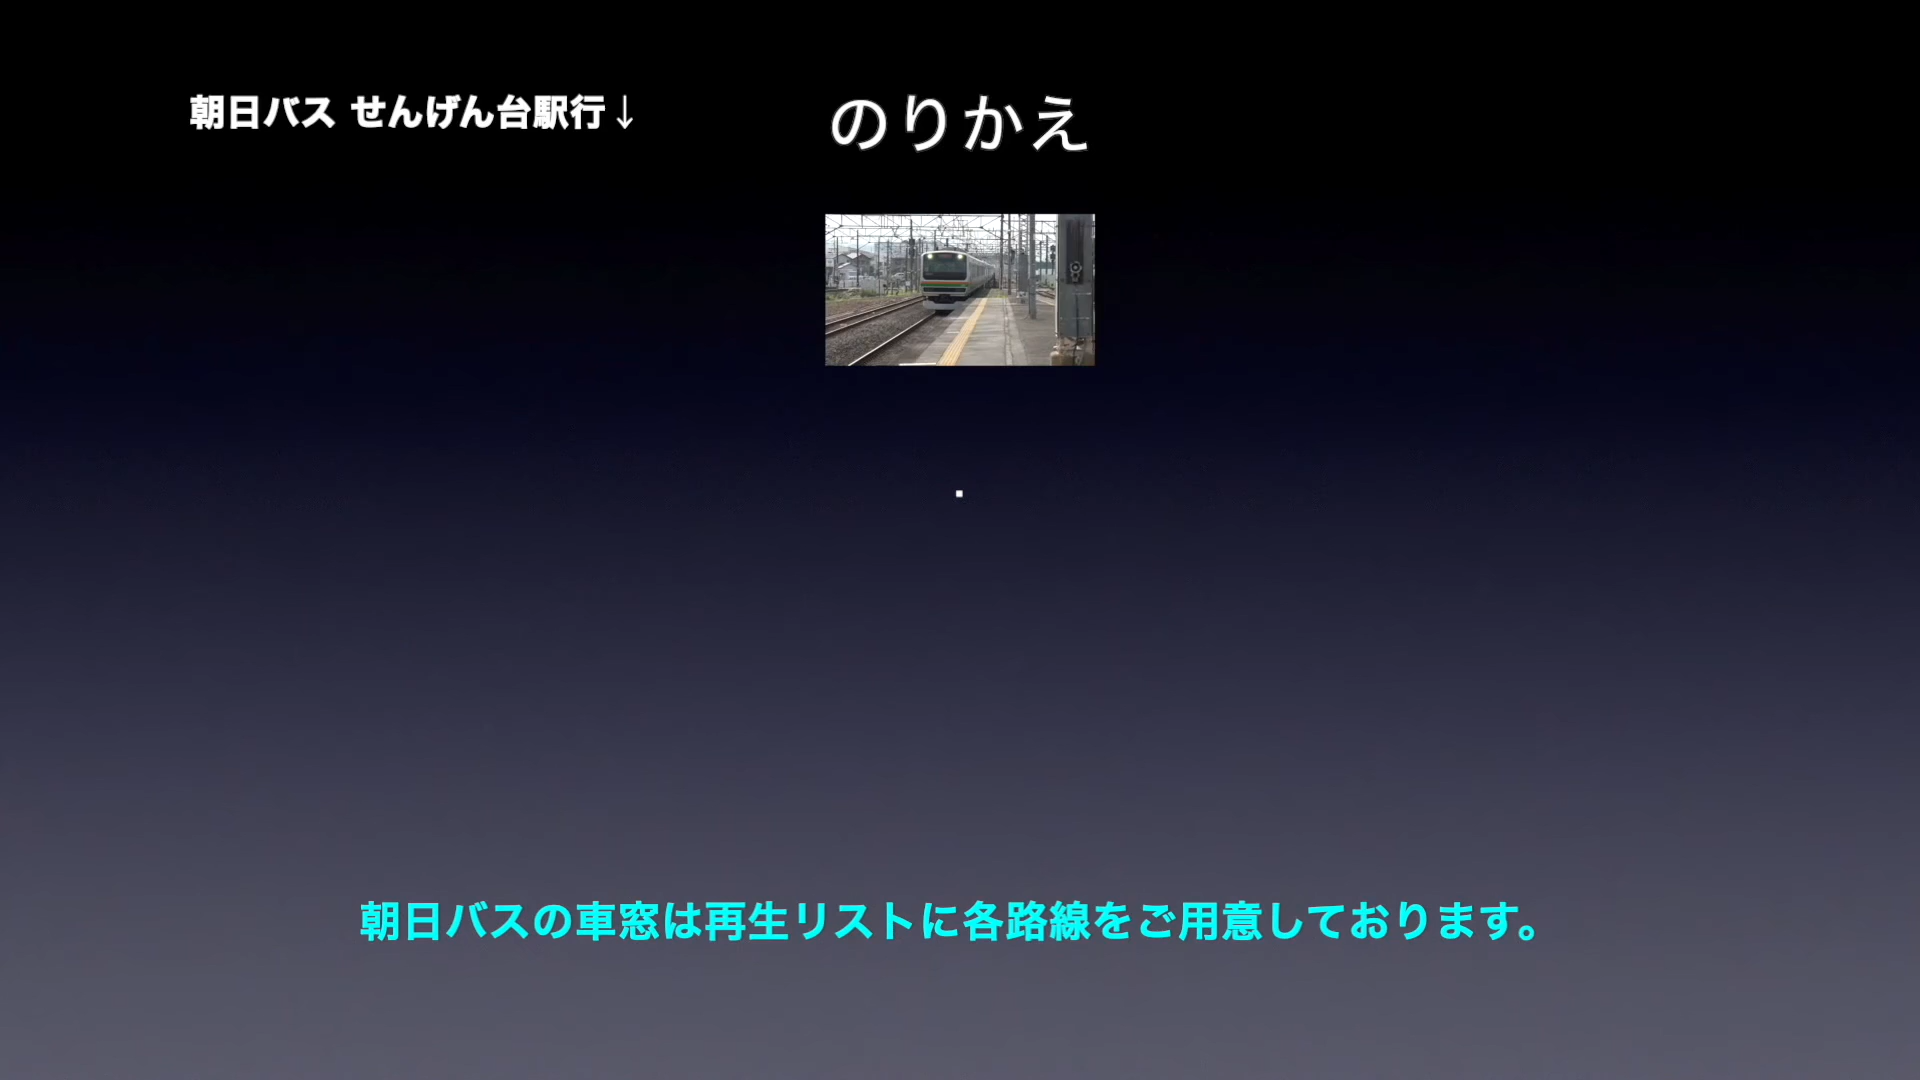 朝日バス せんげん台駅行↓
のりかえ
朝日バスの車窓は再生リストに各路線をご用意しております。